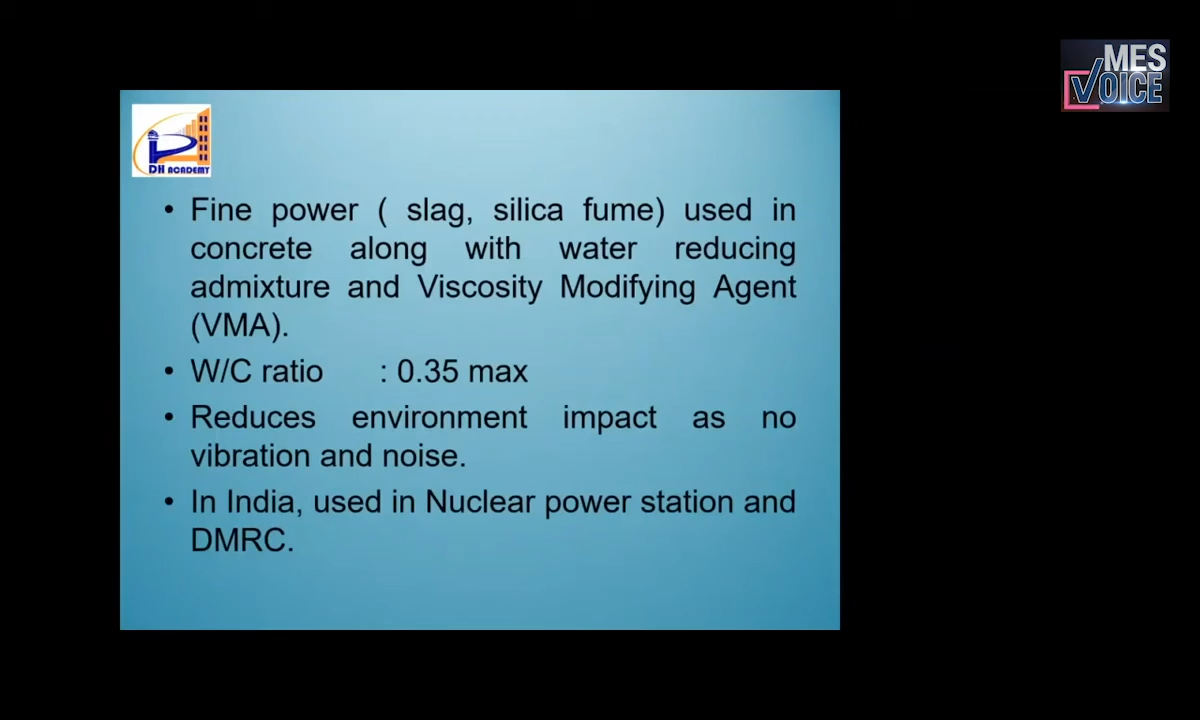 MES
VOICE
DH ACADEMY
• Fine power ( slag, silica fume) used in
concrete along with water reducing
admixture and Viscosity Modifying Agent
(VMA).
• W/C ratio : 0.35 max
• Reduces environment impact as no
vibration and noise.
• In India, used in Nuclear power station and
DMRC.